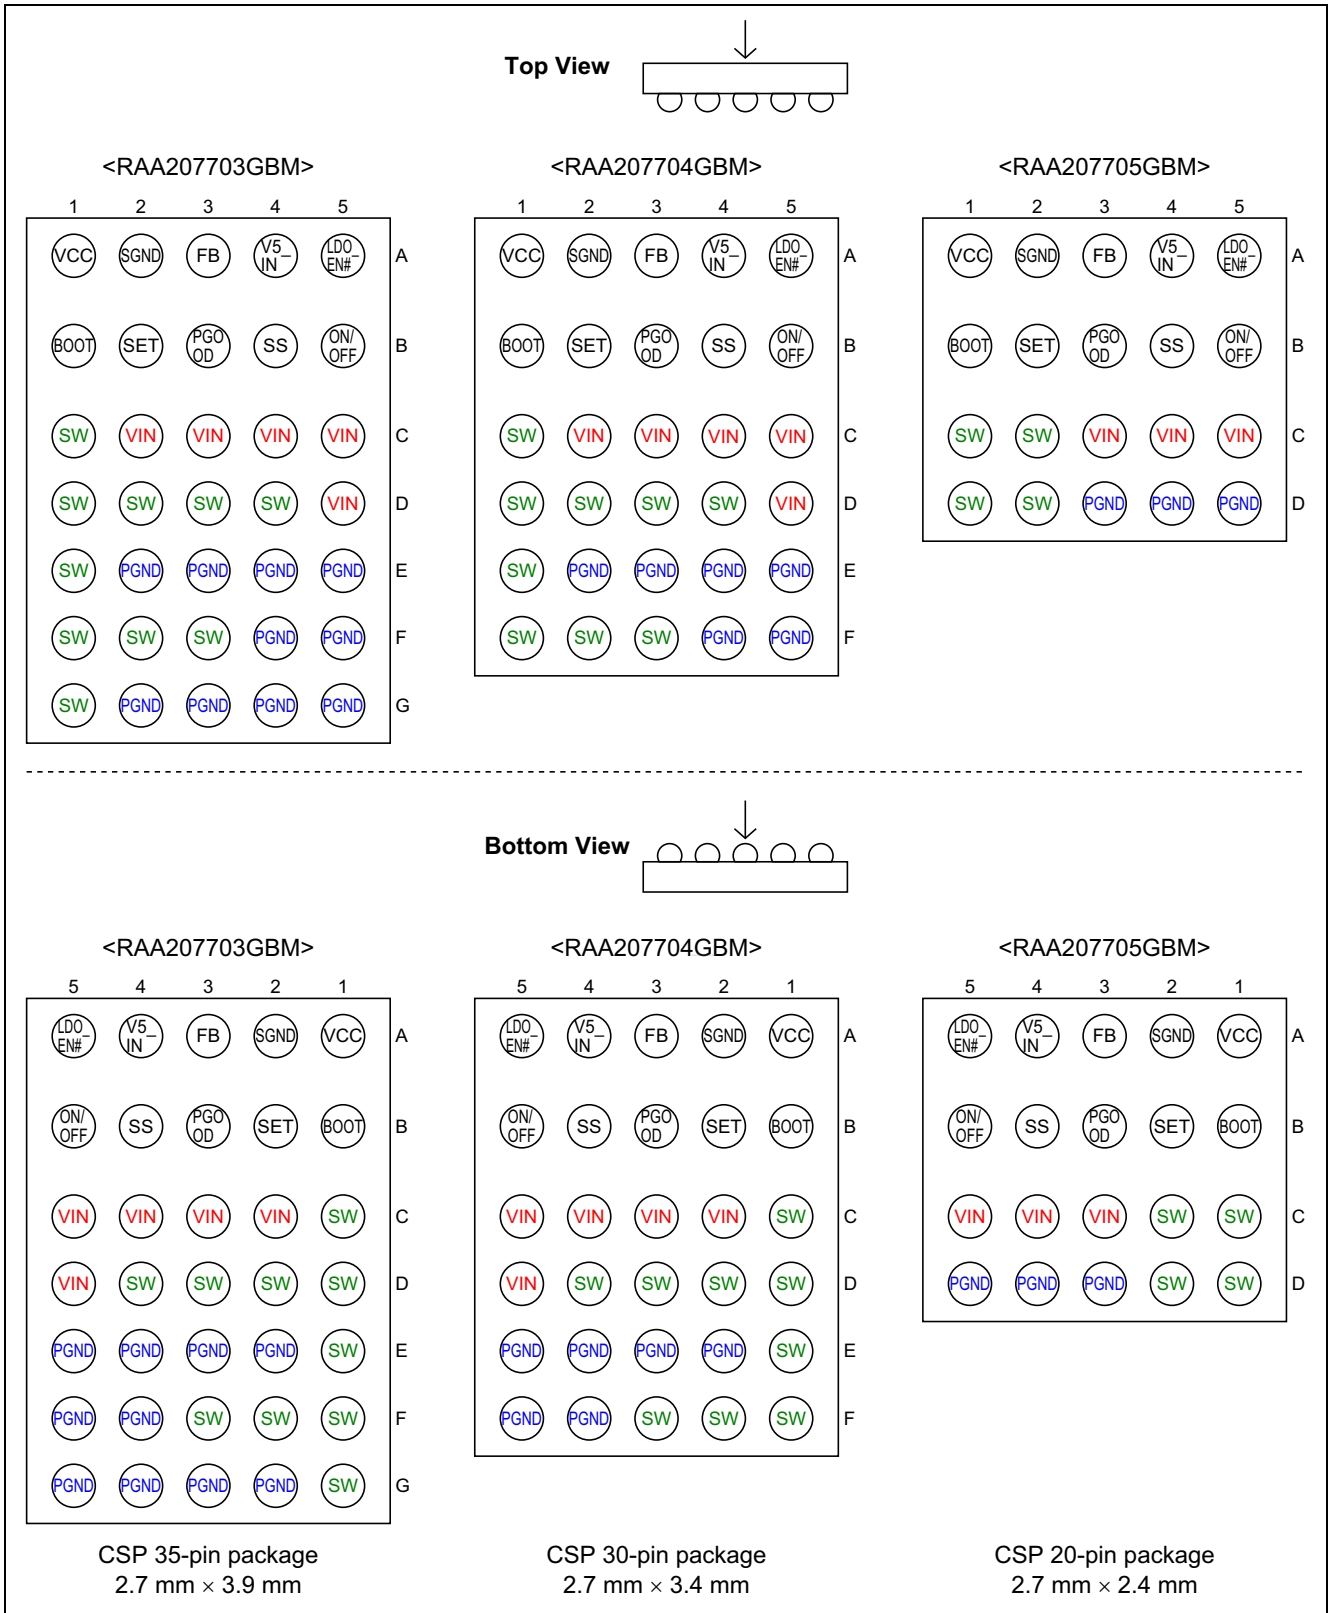 Top View
<RAA207703GBM> <RAA207704GBM> <RAA207705GBM>
1 2 3 4 5 1 2 3 4 5 1 2 3 4 5
VCC SGND FB V5_IN LDO_EN# A VCC SGND FB V5_IN LDO_EN# A VCC SGND FB V5_IN LDO_EN# A
BOOT SET PGOOD SS ON/OFF B BOOT SET PGOOD SS ON/OFF B BOOT SET PGOOD SS ON/OFF B
SW VIN VIN VIN VIN C SW VIN VIN VIN VIN C SW SW VIN VIN VIN C
SW SW SW SW VIN D SW SW SW SW VIN D SW SW PGND PGND PGND D
SW PGND PGND PGND PGND E SW PGND PGND PGND PGND E
SW SW SW PGND PGND F SW SW SW PGND PGND F
SW PGND PGND PGND PGND G
Bottom View
<RAA207703GBM> <RAA207704GBM> <RAA207705GBM>
5 4 3 2 1 5 4 3 2 1 5 4 3 2 1
LDO_EN# V5_IN FB SGND VCC A LDO_EN# V5_IN FB SGND VCC A LDO_EN# V5_IN FB SGND VCC A
ON/OFF SS PGOOD SET BOOT B ON/OFF SS PGOOD SET BOOT B ON/OFF SS PGOOD SET BOOT B
VIN VIN VIN VIN SW C VIN VIN VIN VIN SW C VIN VIN VIN SW SW C
VIN SW SW SW SW D VIN SW SW SW SW D PGND PGND PGND SW SW D
PGND PGND PGND PGND SW E PGND PGND PGND PGND SW E
PGND PGND SW SW SW F PGND PGND SW SW SW F
PGND PGND PGND PGND SW G
CSP 35-pin package CSP 30-pin package CSP 20-pin package
2.7 mm × 3.9 mm 2.7 mm × 3.4 mm 2.7 mm × 2.4 mm